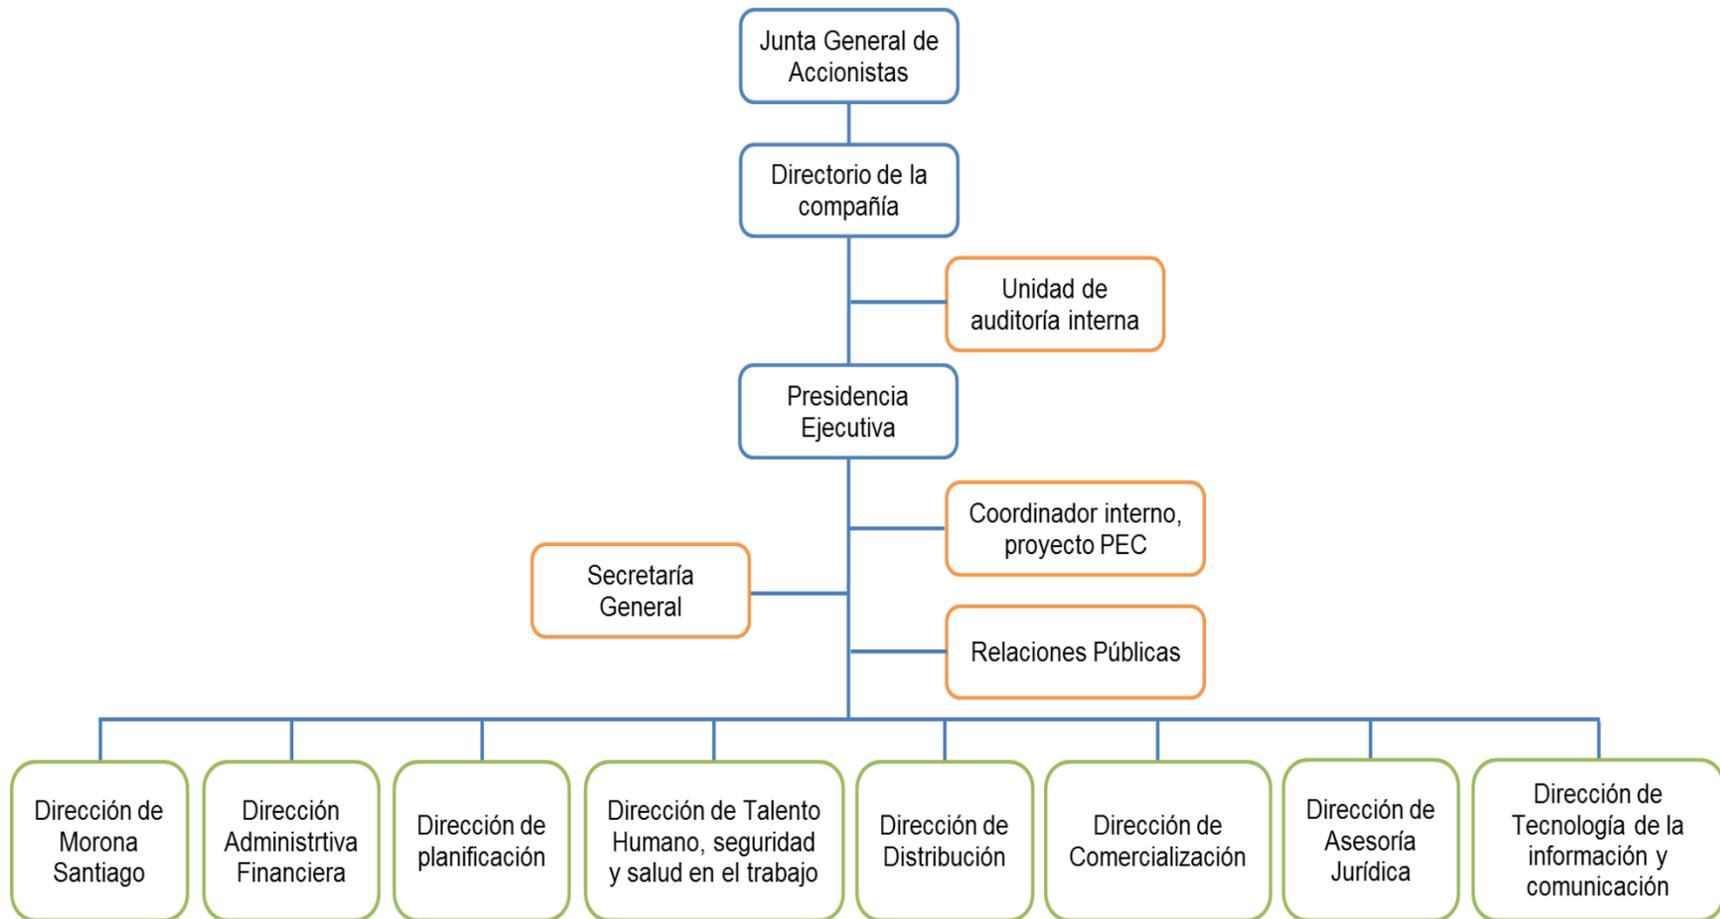 Junta General de
Accionistas
Directorio de la
compañía
Unidad de
auditoría interna
Presidencia
Ejecutiva
Coordinador interno,
proyecto PEC
Secretaría
General
Relaciones Públicas
Dirección de
Morona
Santiago
Dirección
Administrtiva
Financiera
Dirección de
planificación
Dirección de Talento
Humano, seguridad
y salud en el trabajo
Dirección de
Distribución
Dirección de
Comercialización
Dirección de
Asesoría
Jurídica
Dirección de
Tecnología de la
información y
comunicación